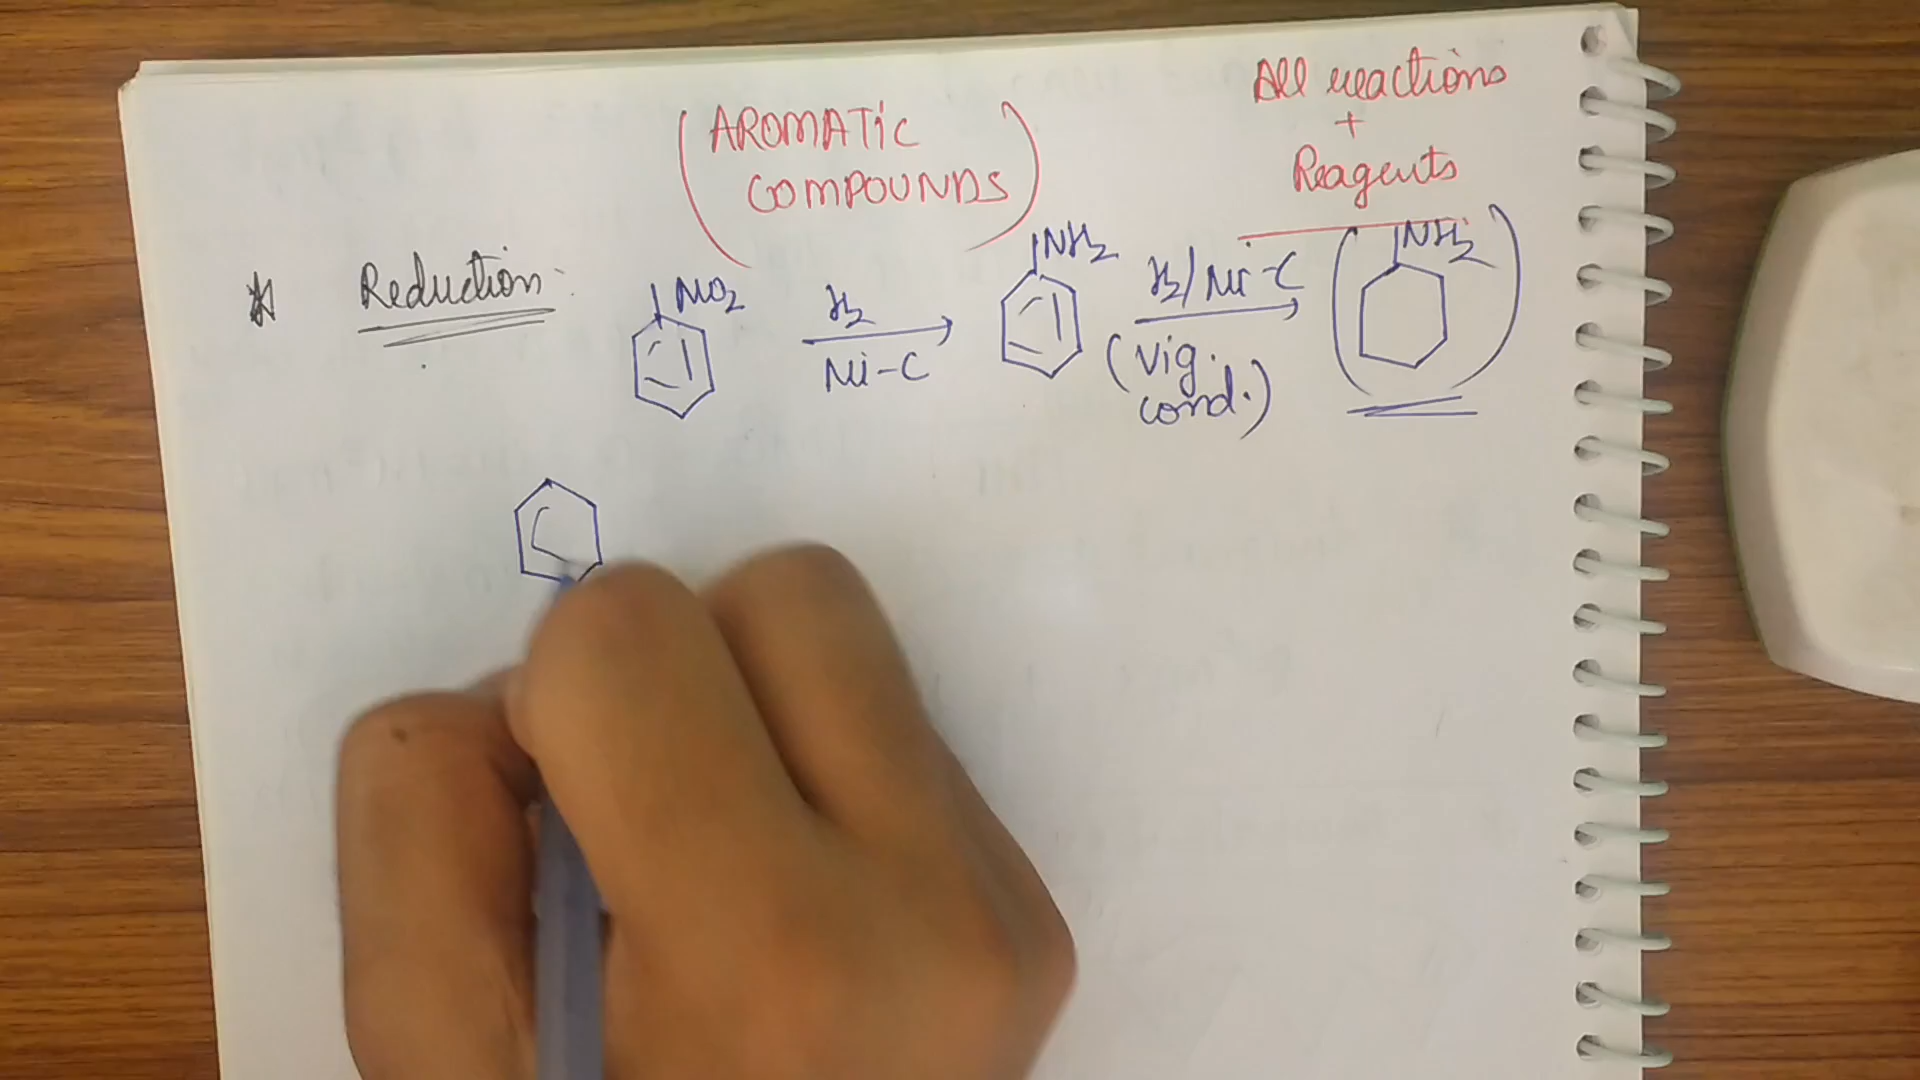 (AROMATIC
COMPOUNDS)
All reactions
+
Reagents
Reduction:
NO2
H2
Ni-C
NH2
H2/Ni-C
(Vig.
cond.)
NH2